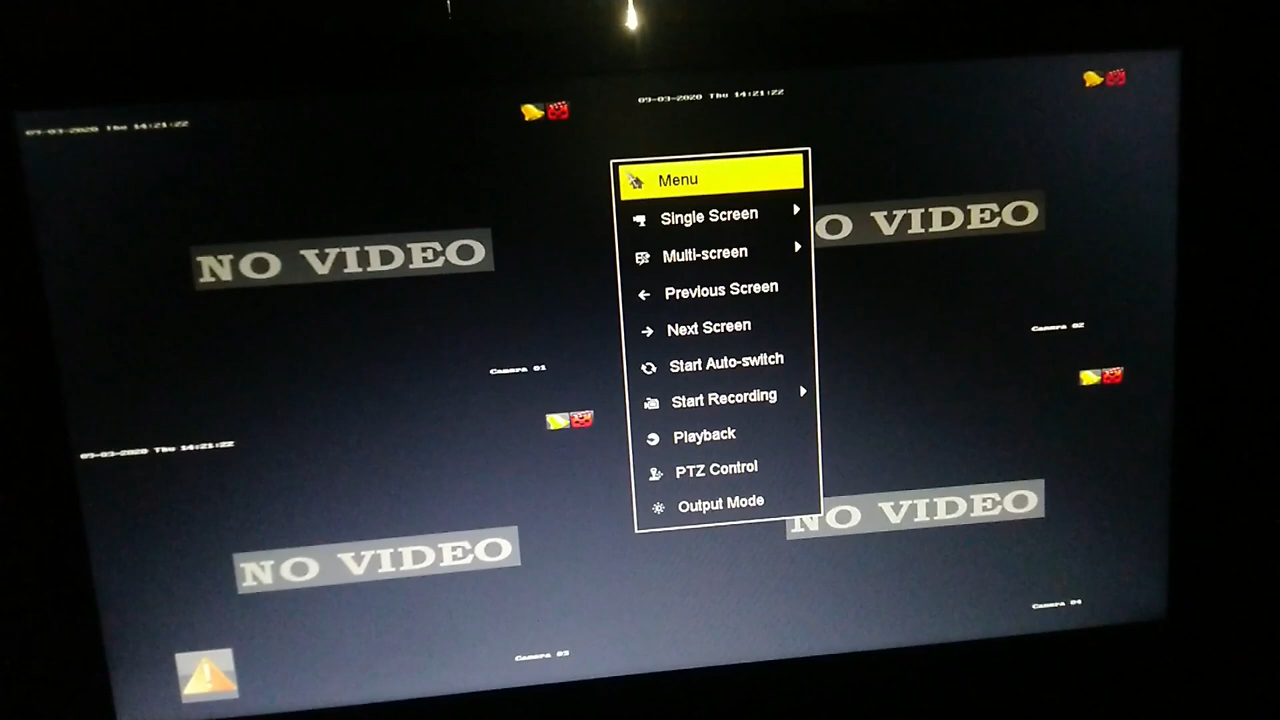 09-03-2020 Thu 14:21:22
09-03-2020 Thu 14:21:22
Menu
Single Screen
Multi-screen
Previous Screen
Next Screen
Start Auto-switch
Start Recording
Playback
PTZ Control
Output Mode
NO VIDEO
O VIDEO
Camera 01
Camera 02
09-03-2020 Thu 14:21:22
NO VIDEO
NO VIDEO
Camera 03
Camera 04